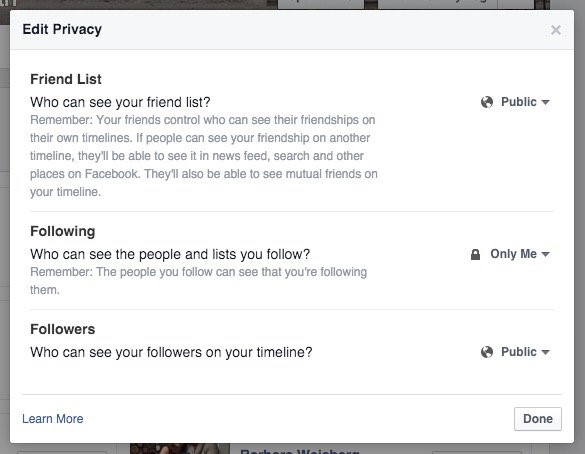 Edit Privacy
Friend List
Who can see your friend list?
Public
Remember: Your friends control who can see their friendships on
their own timelines. If people can see your friendship on another
timeline, they'll be able to see it in news feed, search and other
places on Facebook. They'll also be able to see mutual friends on
your timeline.
Following
Who can see the people and lists you follow?
Only Me
Remember: The people you follow can see that you're following
them.
Followers
Who can see your followers on your timeline?
Public
Learn More
Done